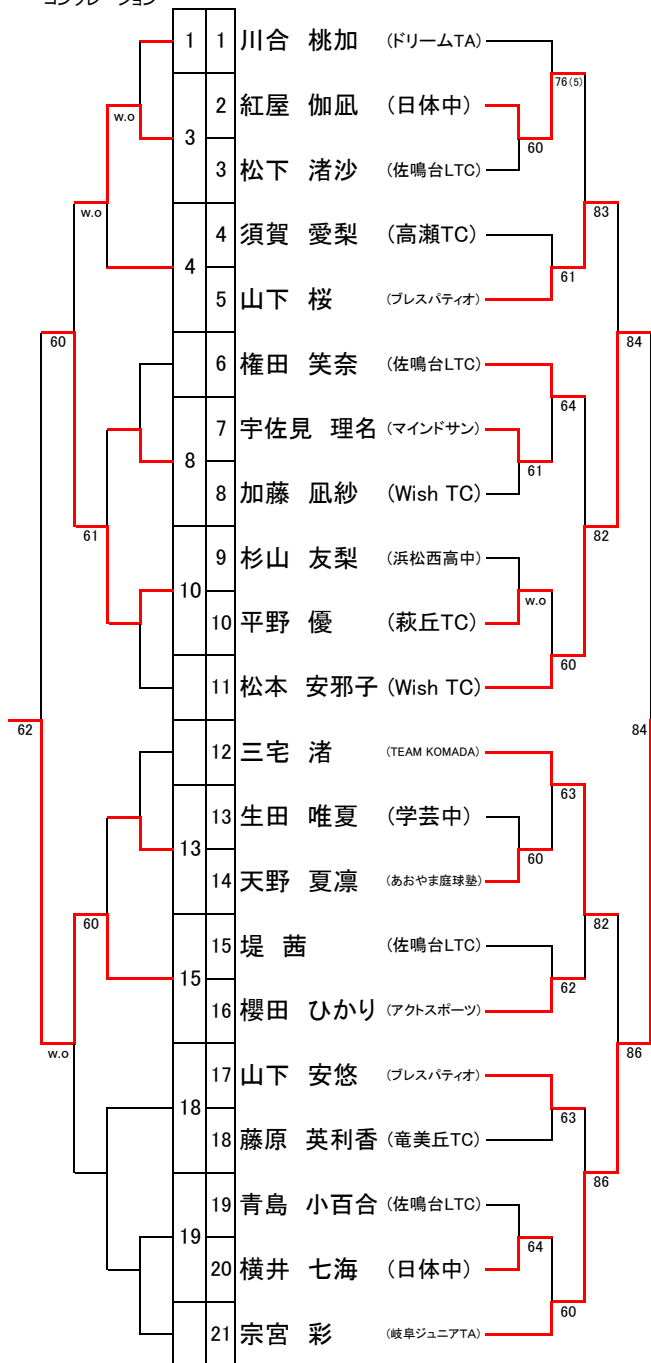 コンソレーション
1 1 川合 桃加 (ドリームTA)
76(5)
2 紅屋 伽凪 (日体中)
w.o
3
60
3 松下 渚沙 (佐鳴台LTC)
w.o
83
4 須賀 愛梨 (高瀬TC)
4
61
5 山下 桜 (ブレスパティオ)
60
84
6 権田 笑奈 (佐鳴台LTC)
64
7 宇佐見 理名 (マインドサン)
8
61
8 加藤 凪紗 (Wish TC)
61
82
9 杉山 友梨 (浜松西高中)
10
w.o
10 平野 優 (萩丘TC)
60
11 松本 安邪子 (Wish TC)
62
84
12 三宅 渚 (TEAM KOMADA)
63
13 生田 唯夏 (学芸中)
13
60
14 天野 夏凛 (あおやま庭球塾)
60
82
15 堤 茜 (佐鳴台LTC)
15
62
16 櫻田 ひかり (アクトスポーツ)
w.o
86
17 山下 安悠 (ブレスパティオ)
18
63
18 藤原 英利香 (竜美丘TC)
86
19 青島 小百合 (佐鳴台LTC)
19
64
20 横井 七海 (日体中)
60
21 宗宮 彩 (岐阜ジュニアTA)